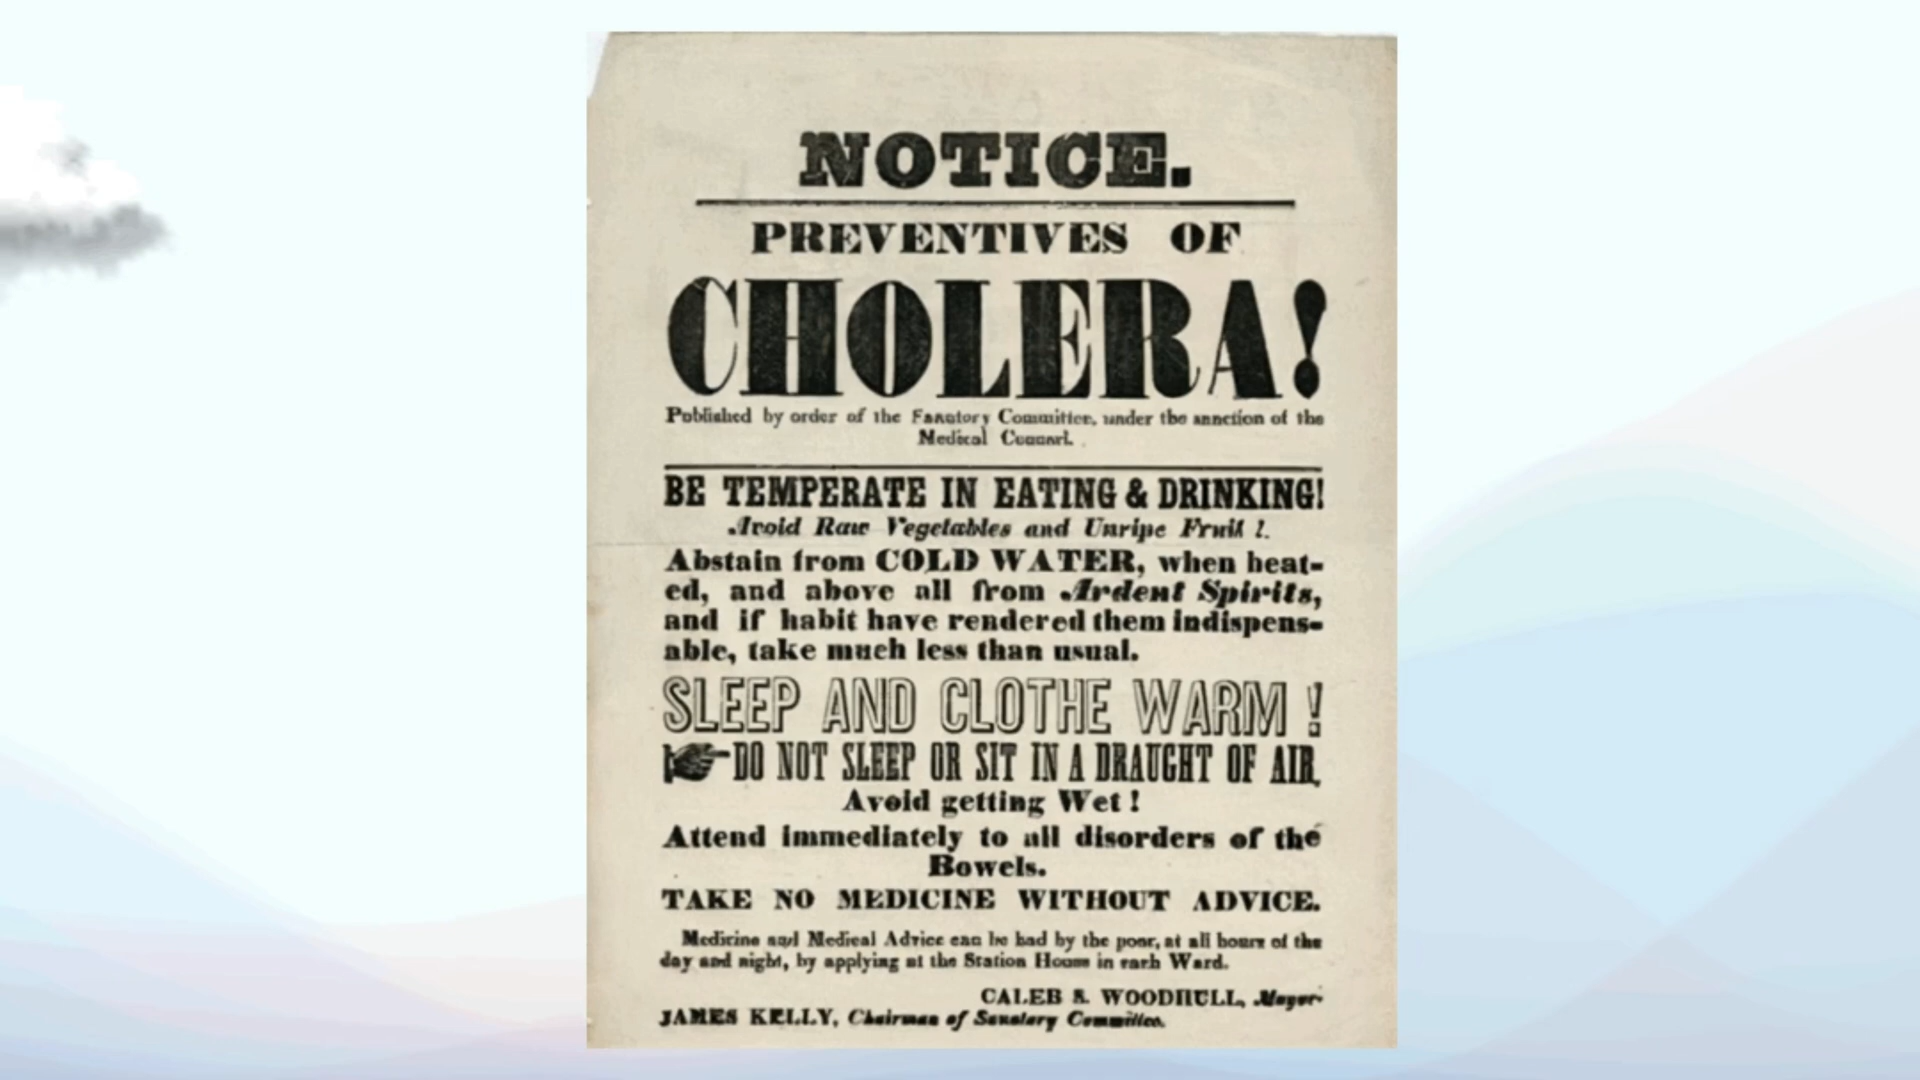 NOTICE.
PREVENTIVES OF
CHOLERA!
Published by order of the Sanatory Committee, under the sanction of the
Medical Counsel.
BE TEMPERATE IN EATING & DRINKING!
Avoid Raw Vegetables and Unripe Fruit !.
Abstain from COLD WATER, when heat-
ed, and above all from Ardent Spirits,
and if habit have rendered them indispens-
able, take much less than usual.
SLEEP AND CLOTHE WARM !
DO NOT SLEEP OR SIT IN A DRAUGHT OF AIR,
Avoid getting Wet !
Attend immediately to all disorders of the
Bowels.
TAKE NO MEDICINE WITHOUT ADVICE.
Medicine and Medical Advice can be had by the poor, at all hours of the
day and night, by applying at the Station House in each Ward.
CALEB S. WOODHULL, Mayor
JAMES KELLY, Chairman of Sanatory Committee.